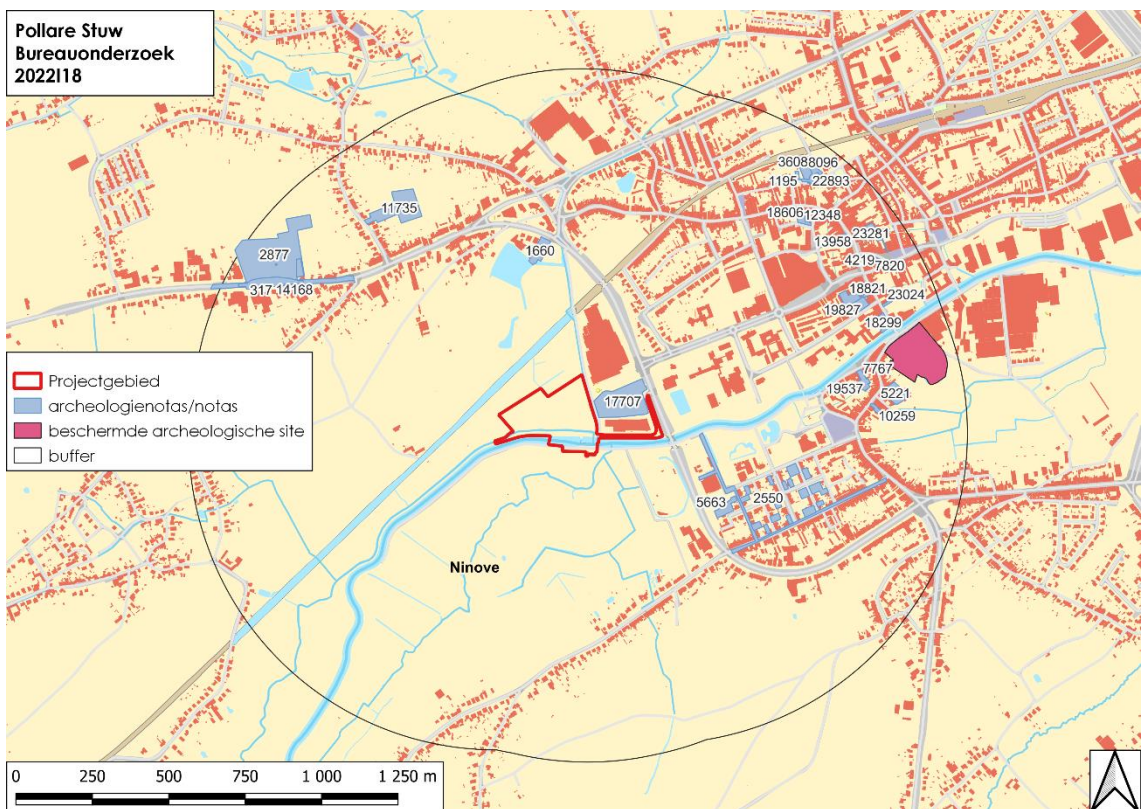 Pollare Stuw
Bureauonderzoek
2022I18
36088096
1195 22893
11735
18606 12348
23281
13958
1660
2877
4219 7820
317 14168
18821
23024
19827
18299
Projectgebied
archeologienotas/notas
beschermde archeologische site
buffer
7767
17707
19537 5221
10259
5663 2550
Ninove
0 250 500 750 1 000 1 250 m